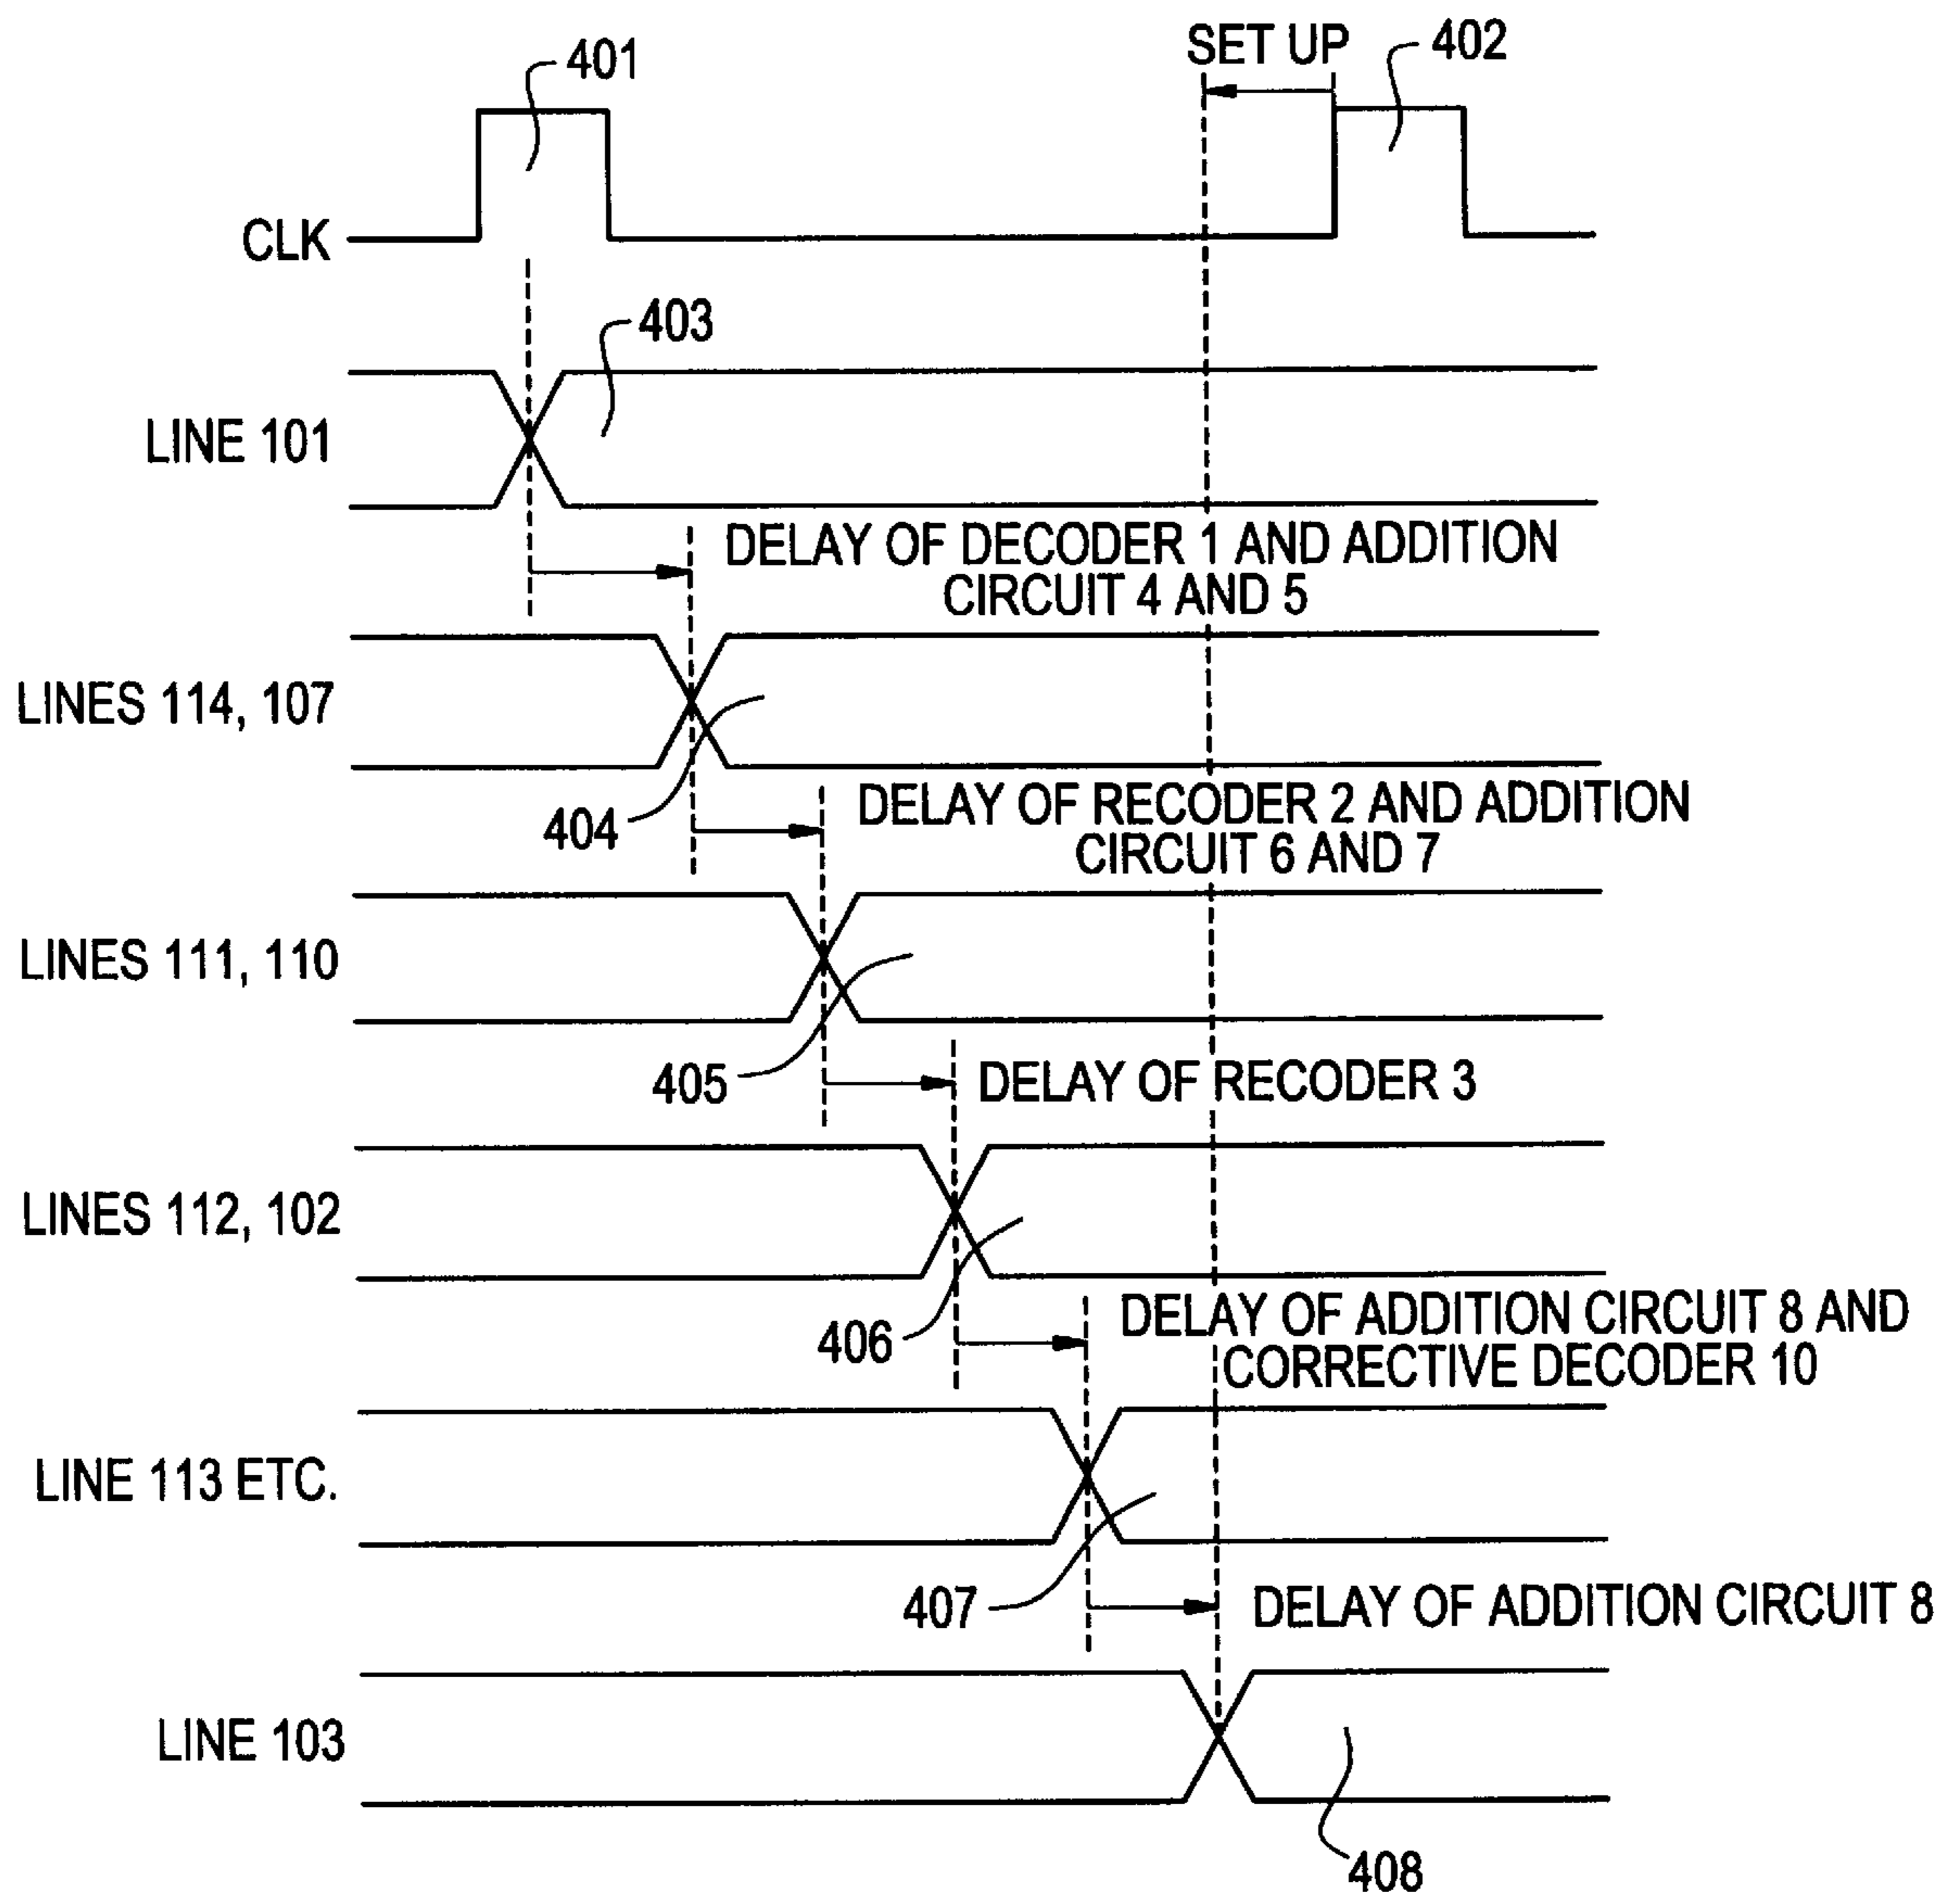 401
SET UP
402
CLK
403
LINE 101
DELAY OF DECODER 1 AND ADDITION
CIRCUIT 4 AND 5
LINES 114, 107
404
DELAY OF RECODER 2 AND ADDITION
CIRCUIT 6 AND 7
LINES 111, 110
405
DELAY OF RECODER 3
LINES 112, 102
406
DELAY OF ADDITION CIRCUIT 8 AND
CORRECTIVE DECODER 10
LINE 113 ETC.
407
DELAY OF ADDITION CIRCUIT 8
LINE 103
408